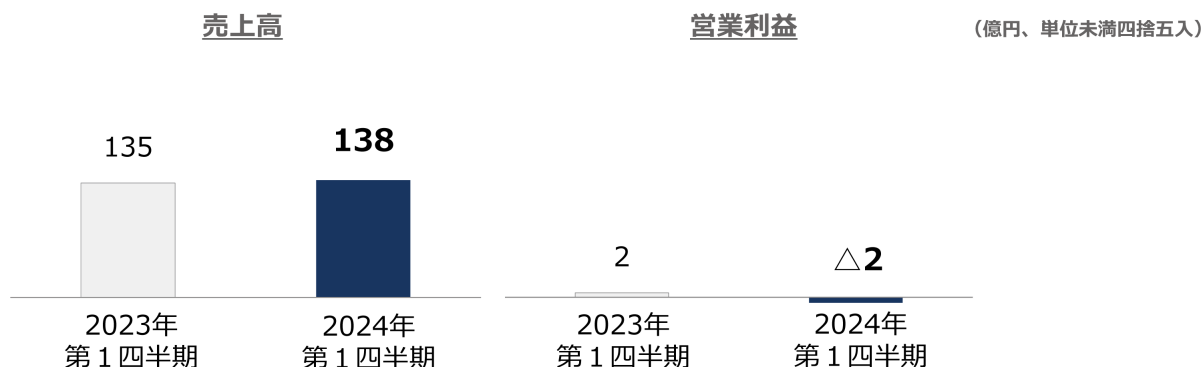 売上高
営業利益
（億円、単位未満四捨五入）
135
138
2
△2
2023年
第１四半期
2024年
第１四半期
2023年
第１四半期
2024年
第１四半期